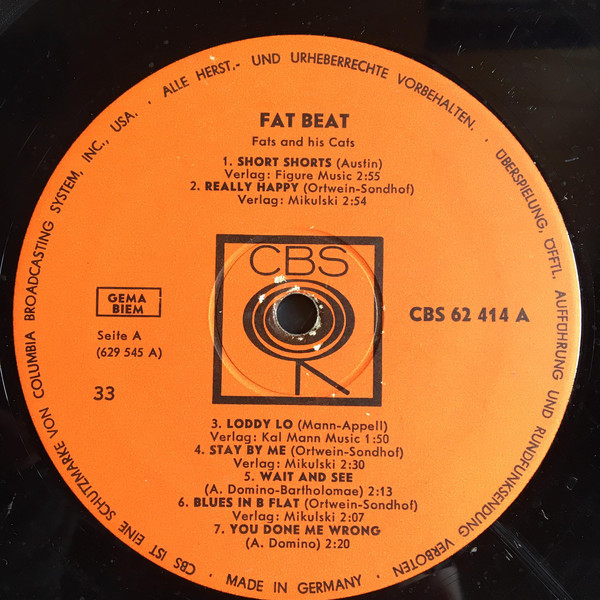 ALLE HERST.- UND URHEBERRECHTE VORBEHALTEN. · ÜBERSPIELUNG, ÖFFTL. AUFFÜHRUNG UND RUNDFUNKSENDUNG VERBOTEN ·
FAT BEAT
Fats and his Cats
1. SHORT SHORTS (Austin)
Verlag: Figure Music 2:55
2. REALLY HAPPY (Ortwein-Sondhof)
Verlag: Mikulski 2:54
CBS
GEMA
BIEM
Seite A
(629 545 A)
33
CBS 62 414 A
3. LODDY LO (Mann-Appell)
Verlag: Kal Mann Music 1:50
4. STAY BY ME (Ortwein-Sondhof)
Verlag: Mikulski 2:30
5. WAIT AND SEE
(A. Domino-Bartholomae) 2:13
6. BLUES IN B FLAT (Ortwein-Sondhof)
Verlag: Mikulski 2:07
7. YOU DONE ME WRONG
(A. Domino) 2:20
· MADE IN GERMANY ·
CBS IST EINE SCHUTZMARKE VON COLUMBIA BROADCASTING SYSTEM, INC., USA. ·